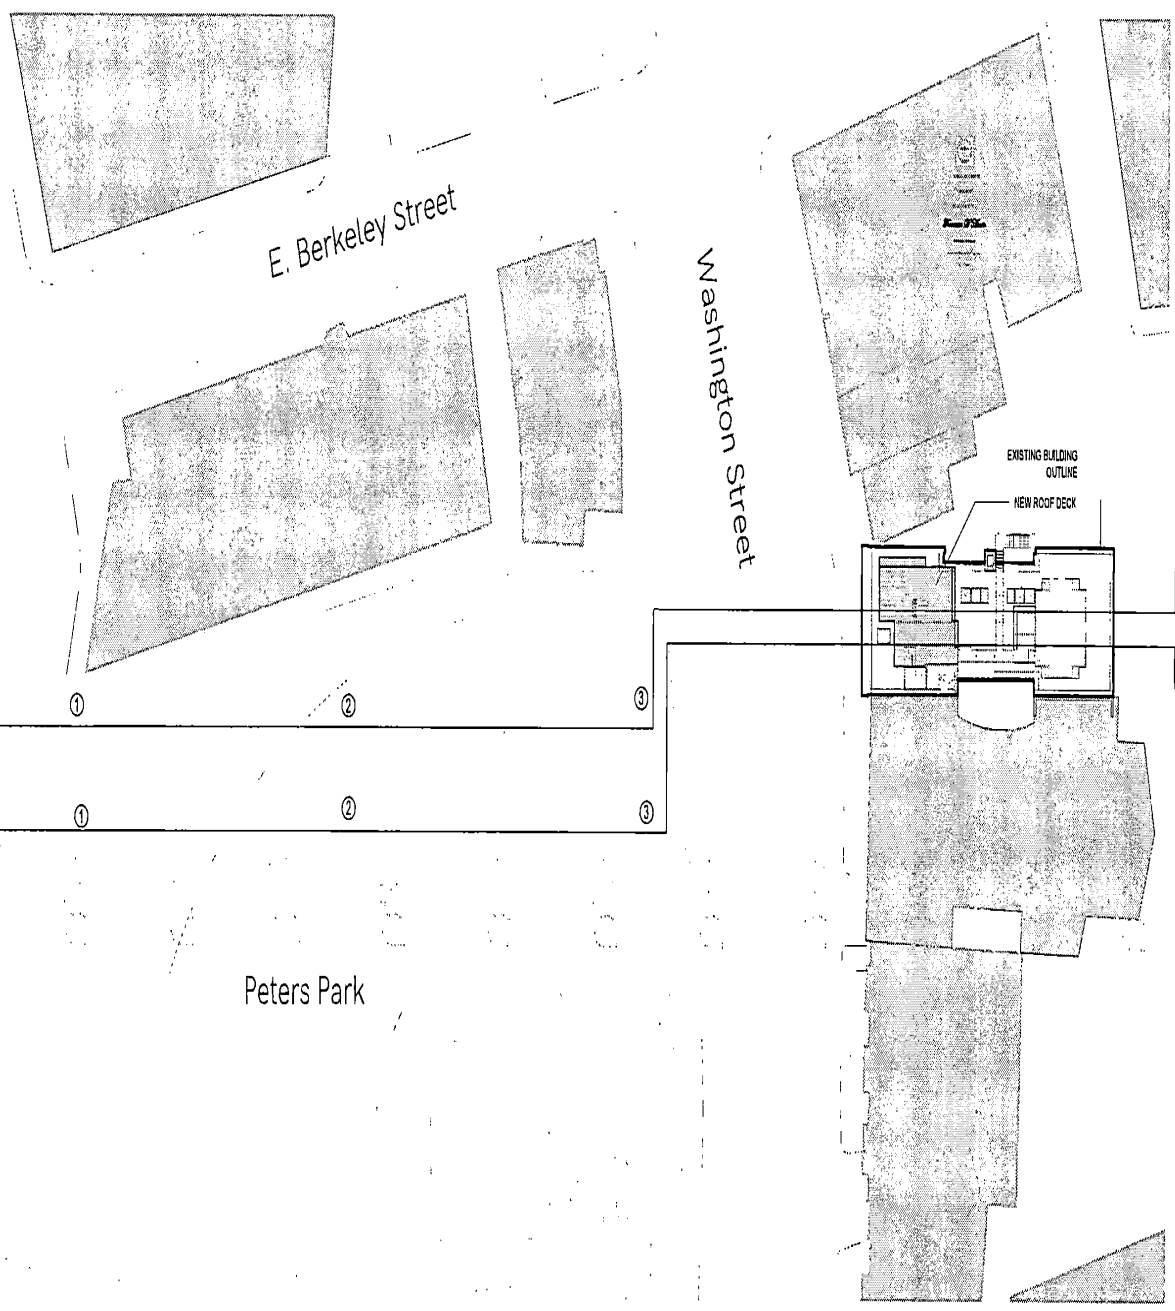 E. Berkeley Street
Washington Street
EXISTING BUILDING
OUTLINE
NEW ROOF DECK
1
2
3
1
2
3
Peters Park